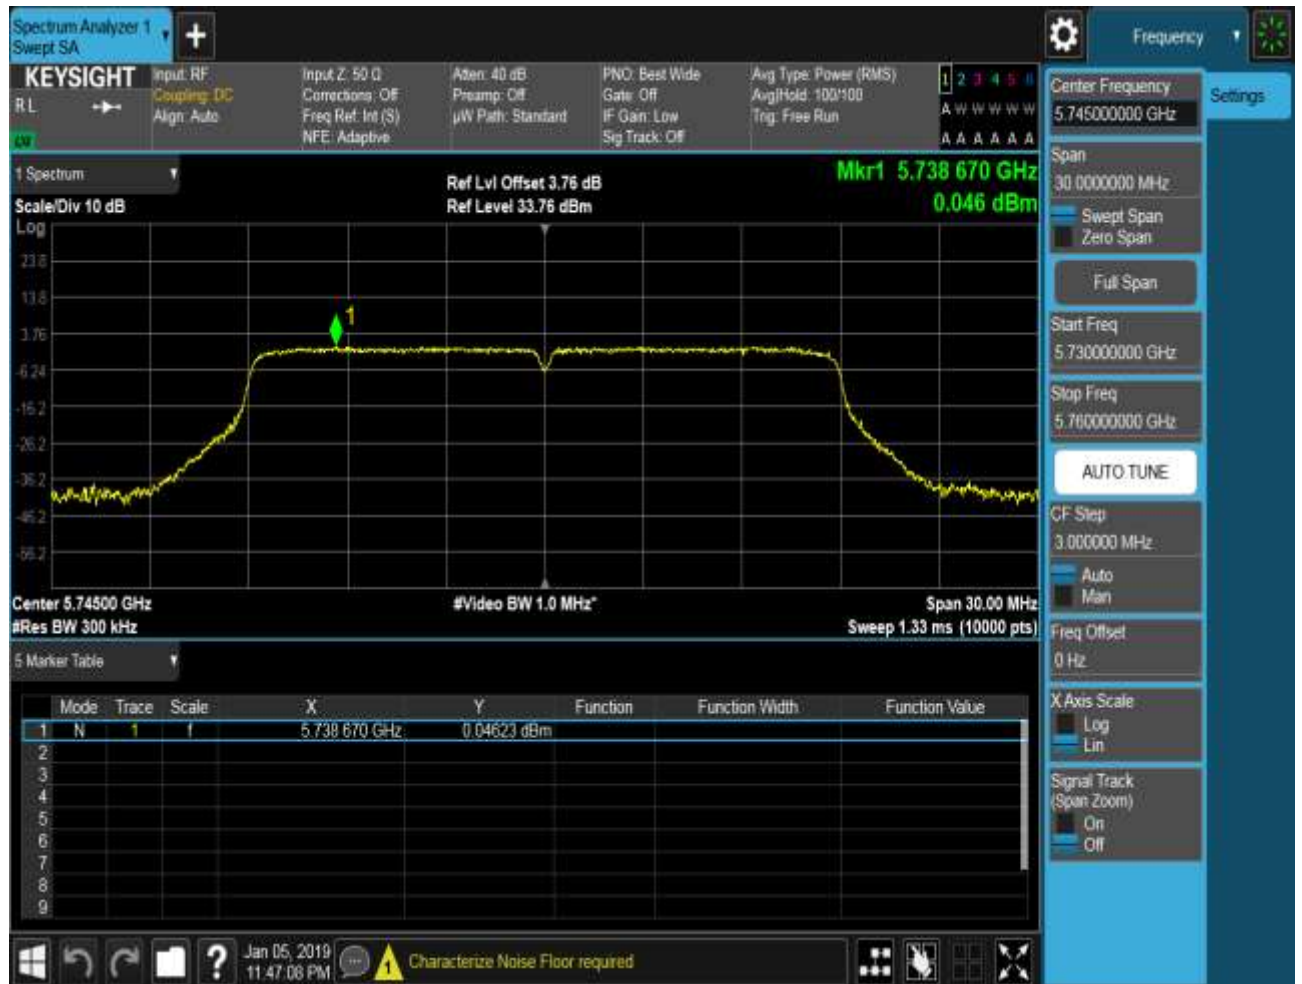 Spectrum Analyzer 1
Swept SA
+
Frequency
KEYSIGHT
R L
Input: RF
Coupling: DC
Align: Auto
Input Z: 50 Ω
Corrections: Off
Freq Ref: Int (S)
NFE: Adaptive
Atten: 40 dB
Preamp: Off
µW Path: Standard
PNO: Best Wide
Gate: Off
IF Gain: Low
Sig Track: Off
Avg Type: Power (RMS)
Avg|Hold: 100/100
Trig: Free Run
1 2 3 4 5 6
A W W W W W
A A A A A A
1 Spectrum
Scale/Div 10 dB
Ref Lvl Offset 3.76 dB
Ref Level 33.76 dBm
Mkr1 5.738 670 GHz
0.046 dBm
Log
23.8
13.8
3.76
-6.24
-16.2
-26.2
-36.2
-46.2
-56.2
1
Center 5.74500 GHz
#Res BW 300 kHz
#Video BW 1.0 MHz*
Span 30.00 MHz
Sweep 1.33 ms (10000 pts)
5 Marker Table
Mode Trace Scale X Y Function Function Width Function Value
1 N 1 f 5.738 670 GHz 0.04623 dBm
2
3
4
5
6
7
8
9
Jan 05, 2019
11:47:08 PM
Characterize Noise Floor required
Center Frequency
5.745000000 GHz
Settings
Span
30.0000000 MHz
Swept Span
Zero Span
Full Span
Start Freq
5.730000000 GHz
Stop Freq
5.760000000 GHz
AUTO TUNE
CF Step
3.000000 MHz
Auto
Man
Freq Offset
0 Hz
X Axis Scale
Log
Lin
Signal Track
(Span Zoom)
On
Off